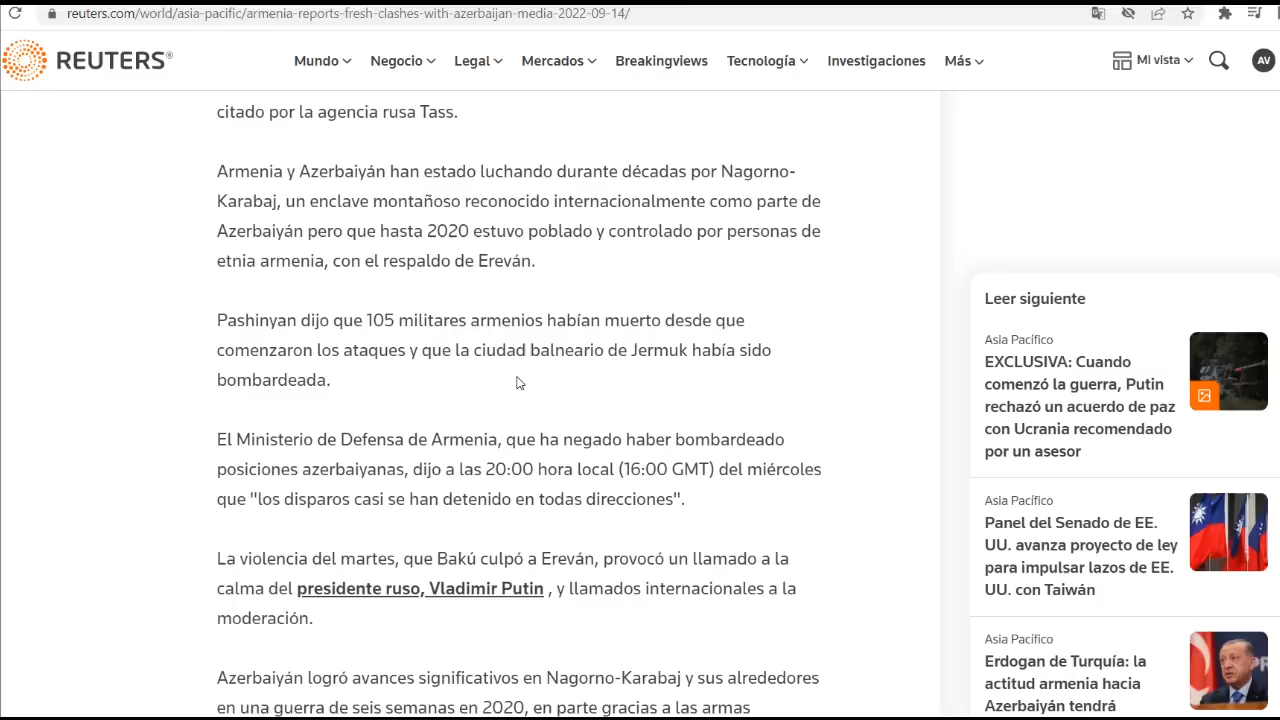 reuters.com/world/asia-pacific/armenia-reports-fresh-clashes-with-azerbaijan-media-2022-09-14/
REUTERS®
Mundo
Negocio
Legal
Mercados
Breakingviews
Tecnología
Investigaciones
Más
Mi vista
AV
citado por la agencia rusa Tass.
Armenia y Azerbaiyán han estado luchando durante décadas por Nagorno-
Karabaj, un enclave montañoso reconocido internacionalmente como parte de
Azerbaiyán pero que hasta 2020 estuvo poblado y controlado por personas de
etnia armenia, con el respaldo de Ereván.
Pashinyan dijo que 105 militares armenios habían muerto desde que
comenzaron los ataques y que la ciudad balneario de Jermuk había sido
bombardeada.
El Ministerio de Defensa de Armenia, que ha negado haber bombardeado
posiciones azerbaiyanas, dijo a las 20:00 hora local (16:00 GMT) del miércoles
que "los disparos casi se han detenido en todas direcciones".
La violencia del martes, que Bakú culpó a Ereván, provocó un llamado a la
calma del presidente ruso, Vladimir Putin , y llamados internacionales a la
moderación.
Azerbaiyán logró avances significativos en Nagorno-Karabaj y sus alrededores
en una guerra de seis semanas en 2020, en parte gracias a las armas
Leer siguiente
Asia Pacífico
EXCLUSIVA: Cuando
comenzó la guerra, Putin
rechazó un acuerdo de paz
con Ucrania recomendado
por un asesor
Asia Pacífico
Panel del Senado de EE.
UU. avanza proyecto de ley
para impulsar lazos de EE.
UU. con Taiwán
Asia Pacífico
Erdogan de Turquía: la
actitud armenia hacia
Azerbaiyán tendrá